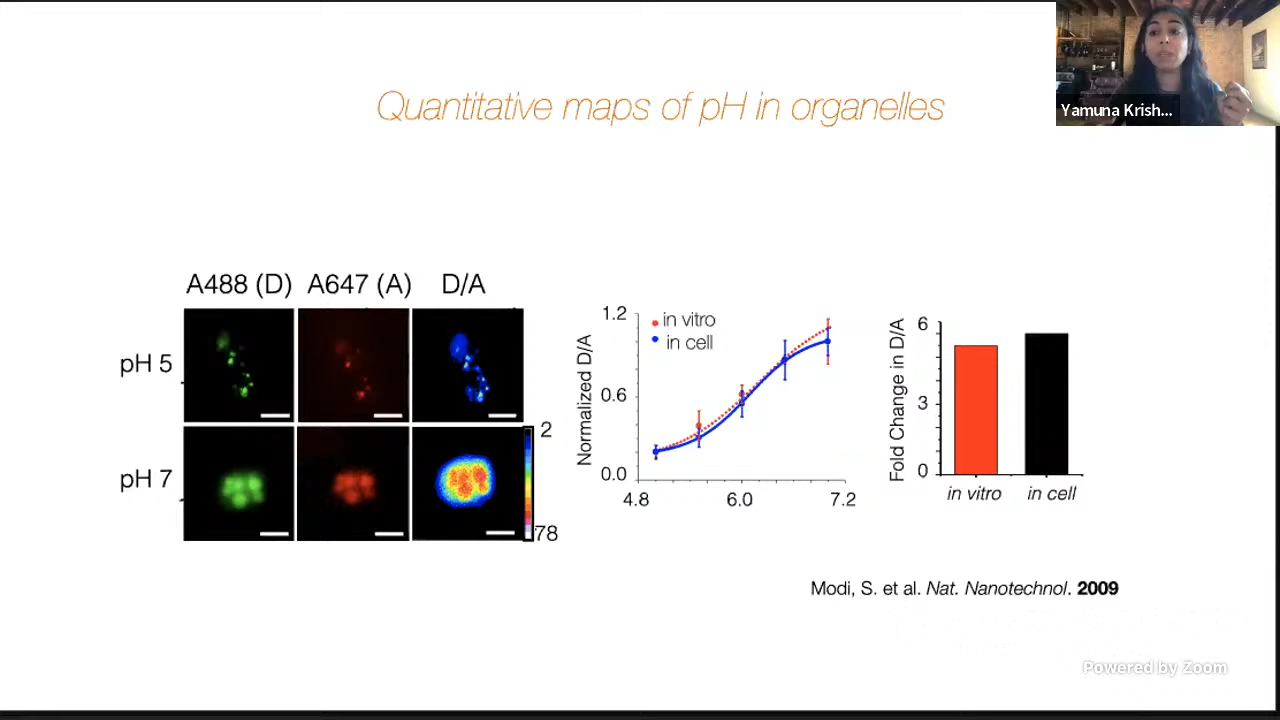 Yamuna Krish...
Quantitative maps of pH in organelles
A488 (D) A647 (A) D/A
pH 5
pH 7
2
78
Normalized D/A
1.2
0.6
0.0
4.8 6.0 7.2
in vitro
in cell
Fold Change in D/A
6
3
0
in vitro in cell
Modi, S. et al. Nat. Nanotechnol. 2009
Powered by Zoom